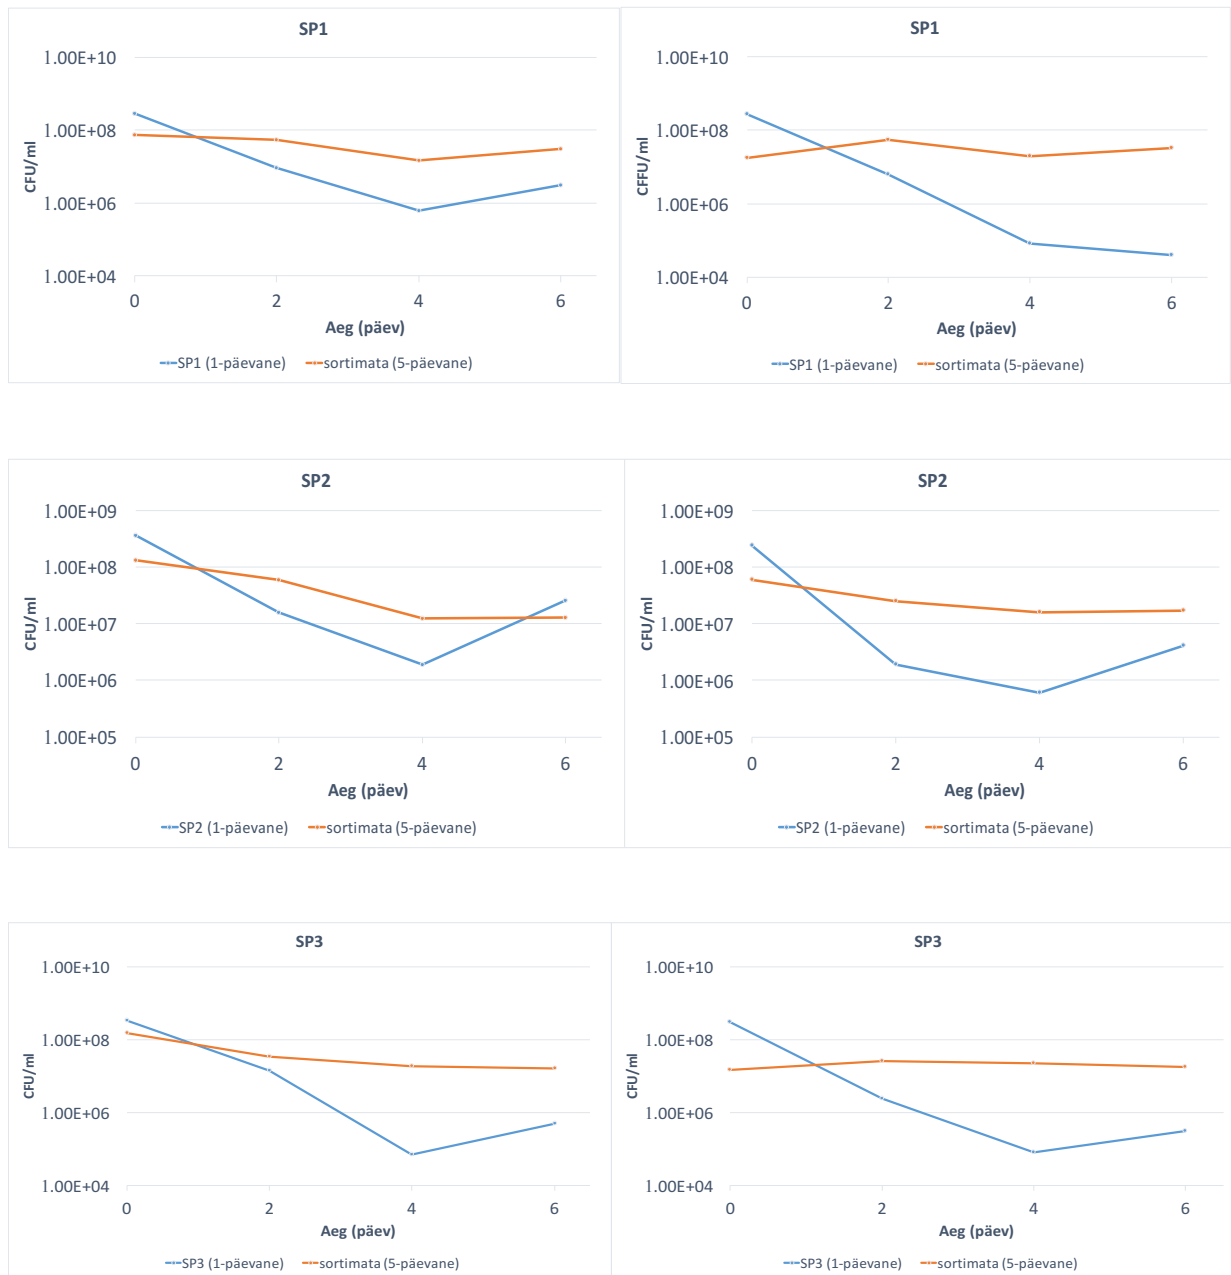 SP1
1.00E+10
1.00E+08
1.00E+06
1.00E+04
CFU/ml
0 2 4 6
Aeg (päev)
SP1 (1-päevane) sortimata (5-päevane)
SP1
1.00E+10
1.00E+08
1.00E+06
1.00E+04
CFFU/ml
0 2 4 6
Aeg (päev)
SP1 (1-päevane) sortimata (5-päevane)
SP2
1.00E+09
1.00E+08
1.00E+07
1.00E+06
1.00E+05
CFU/ml
0 2 4 6
Aeg (päev)
SP2 (1-päevane) sortimata (5-päevane)
SP2
1.00E+09
1.00E+08
1.00E+07
1.00E+06
1.00E+05
CFU/ml
0 2 4 6
Aeg (päev)
SP2 (1-päevane) sortimata (5-päevane)
SP3
1.00E+10
1.00E+08
1.00E+06
1.00E+04
CFU/ml
0 2 4 6
Aeg (päev)
SP3 (1-päevane) sortimata (5-päevane)
SP3
1.00E+10
1.00E+08
1.00E+06
1.00E+04
CFU/ml
0 2 4 6
Aeg (päev)
SP3 (1-päevane) sortimata (5-päevane)